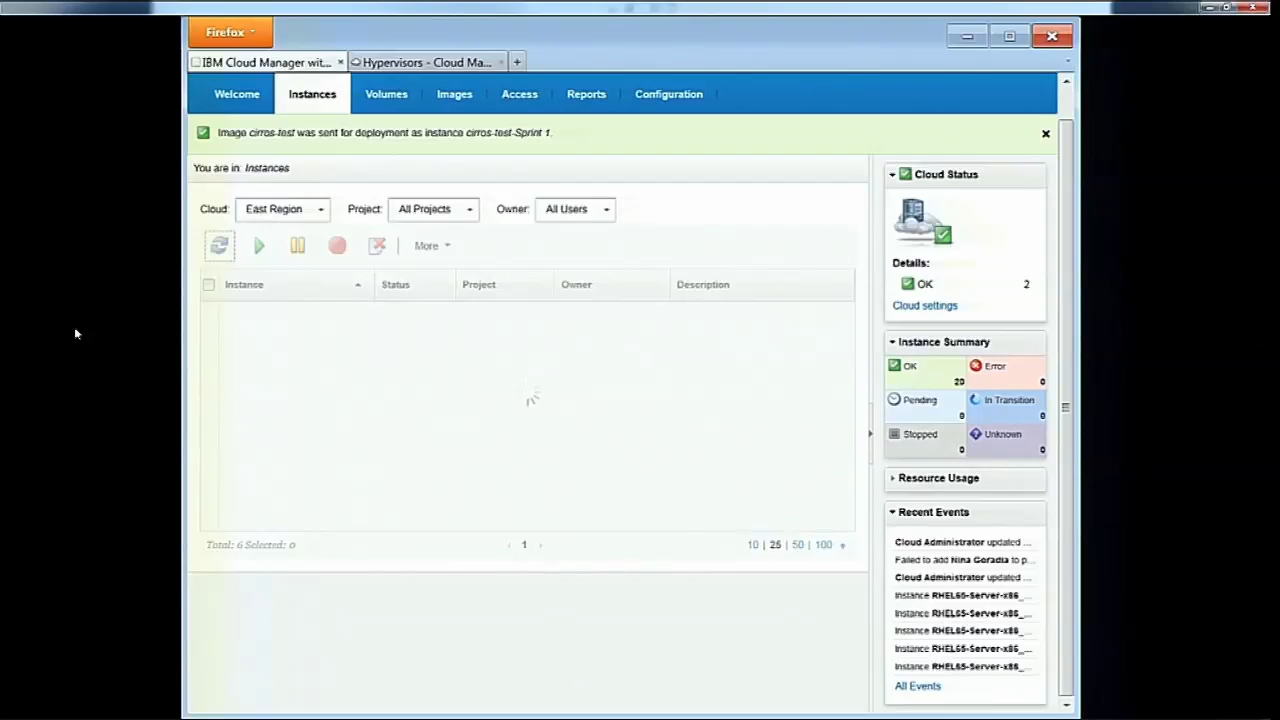 Firefox
IBM Cloud Manager wit...
Hypervisors - Cloud Ma...
Welcome
Instances
Volumes
Images
Access
Reports
Configuration
Image cirros-test was sent for deployment as instance cirros-test-Sprint 1.
You are in: Instances
Cloud: East Region Project: All Projects Owner: All Users
More
Instance Status Project Owner Description
Total: 6 Selected: 0
1
10 | 25 | 50 | 100
Cloud Status
Details:
OK 2
Cloud settings
Instance Summary
OK 20
Error 0
Pending 0
In Transition 0
Stopped 0
Unknown 0
Resource Usage
Recent Events
Cloud Administrator updated ...
Failed to add Nina Goradia to p...
Cloud Administrator updated ...
Instance RHEL65-Server-x86_...
Instance RHEL65-Server-x86_...
Instance RHEL65-Server-x86_...
Instance RHEL65-Server-x86_...
Instance RHEL65-Server-x86_...
All Events